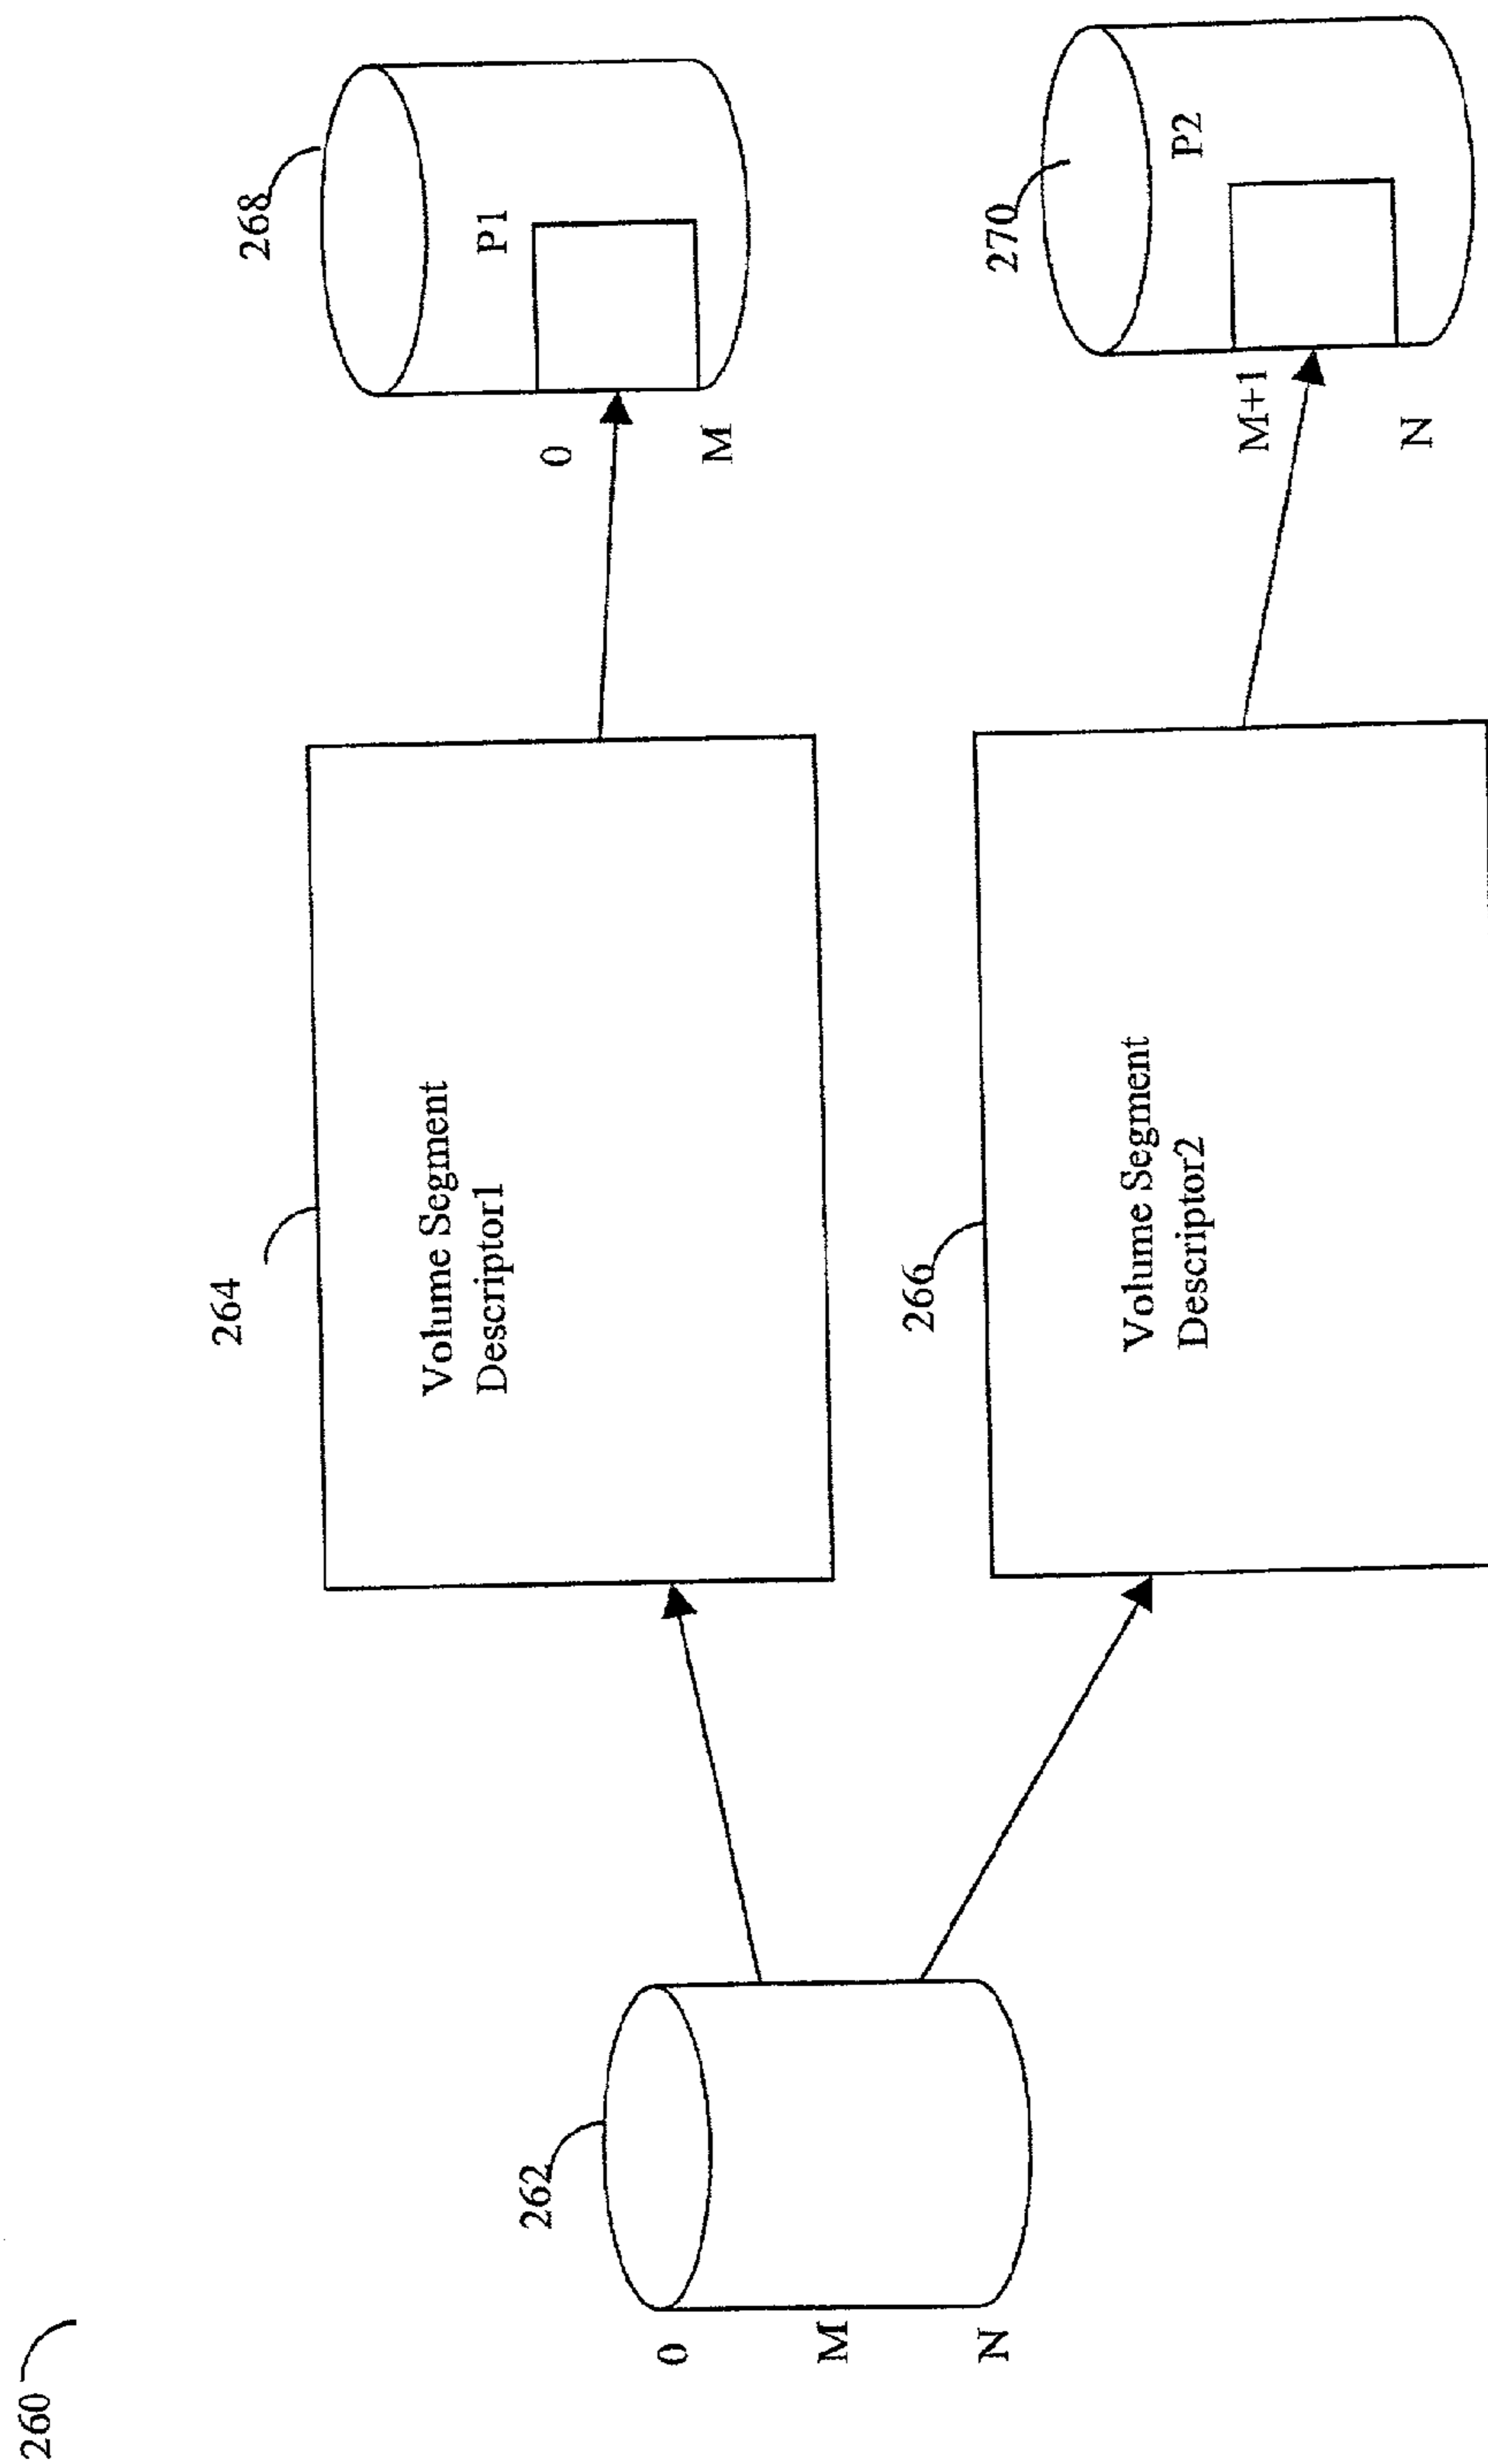 260
262
0
M
N
264
Volume Segment
Descriptor1
266
Volume Segment
Descriptor2
268
P1
0
M
270
P2
M+1
N